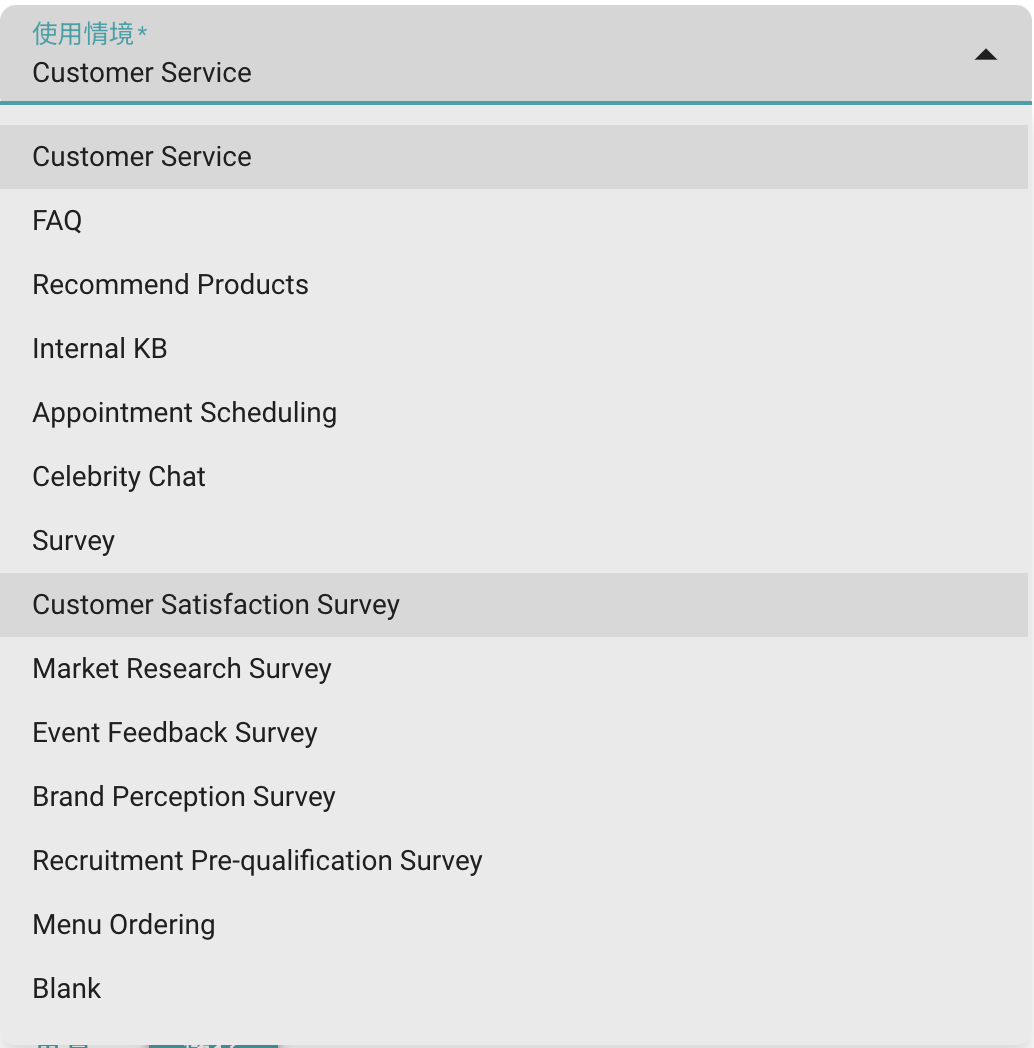 使用情境*
Customer Service
Customer Service
FAQ
Recommend Products
Internal KB
Appointment Scheduling
Celebrity Chat
Survey
Customer Satisfaction Survey
Market Research Survey
Event Feedback Survey
Brand Perception Survey
Recruitment Pre-qualification Survey
Menu Ordering
Blank